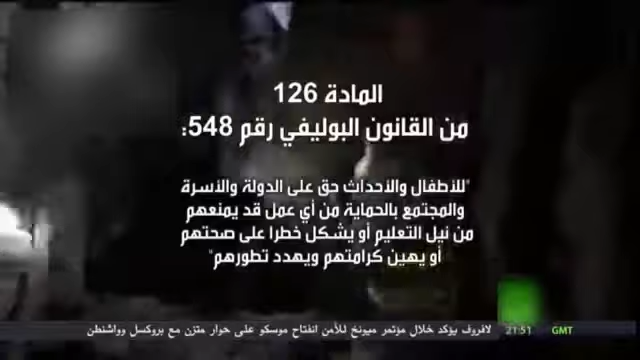 المادة 126
من القانون البوليفي رقم 548:
"للأطفال والأحداث حق على الدولة والأسرة
والمجتمع بالحماية من أي عمل قد يمنعهم
من نيل التعليم أو يشكل خطرا على صحتهم
أو يهين كرامتهم ويهدد تطورهم"
لافروف يؤكد خلال مؤتمر ميونخ للأمن انفتاح موسكو على حوار متزن مع بروكسل وواشنطن 21:51 GMT